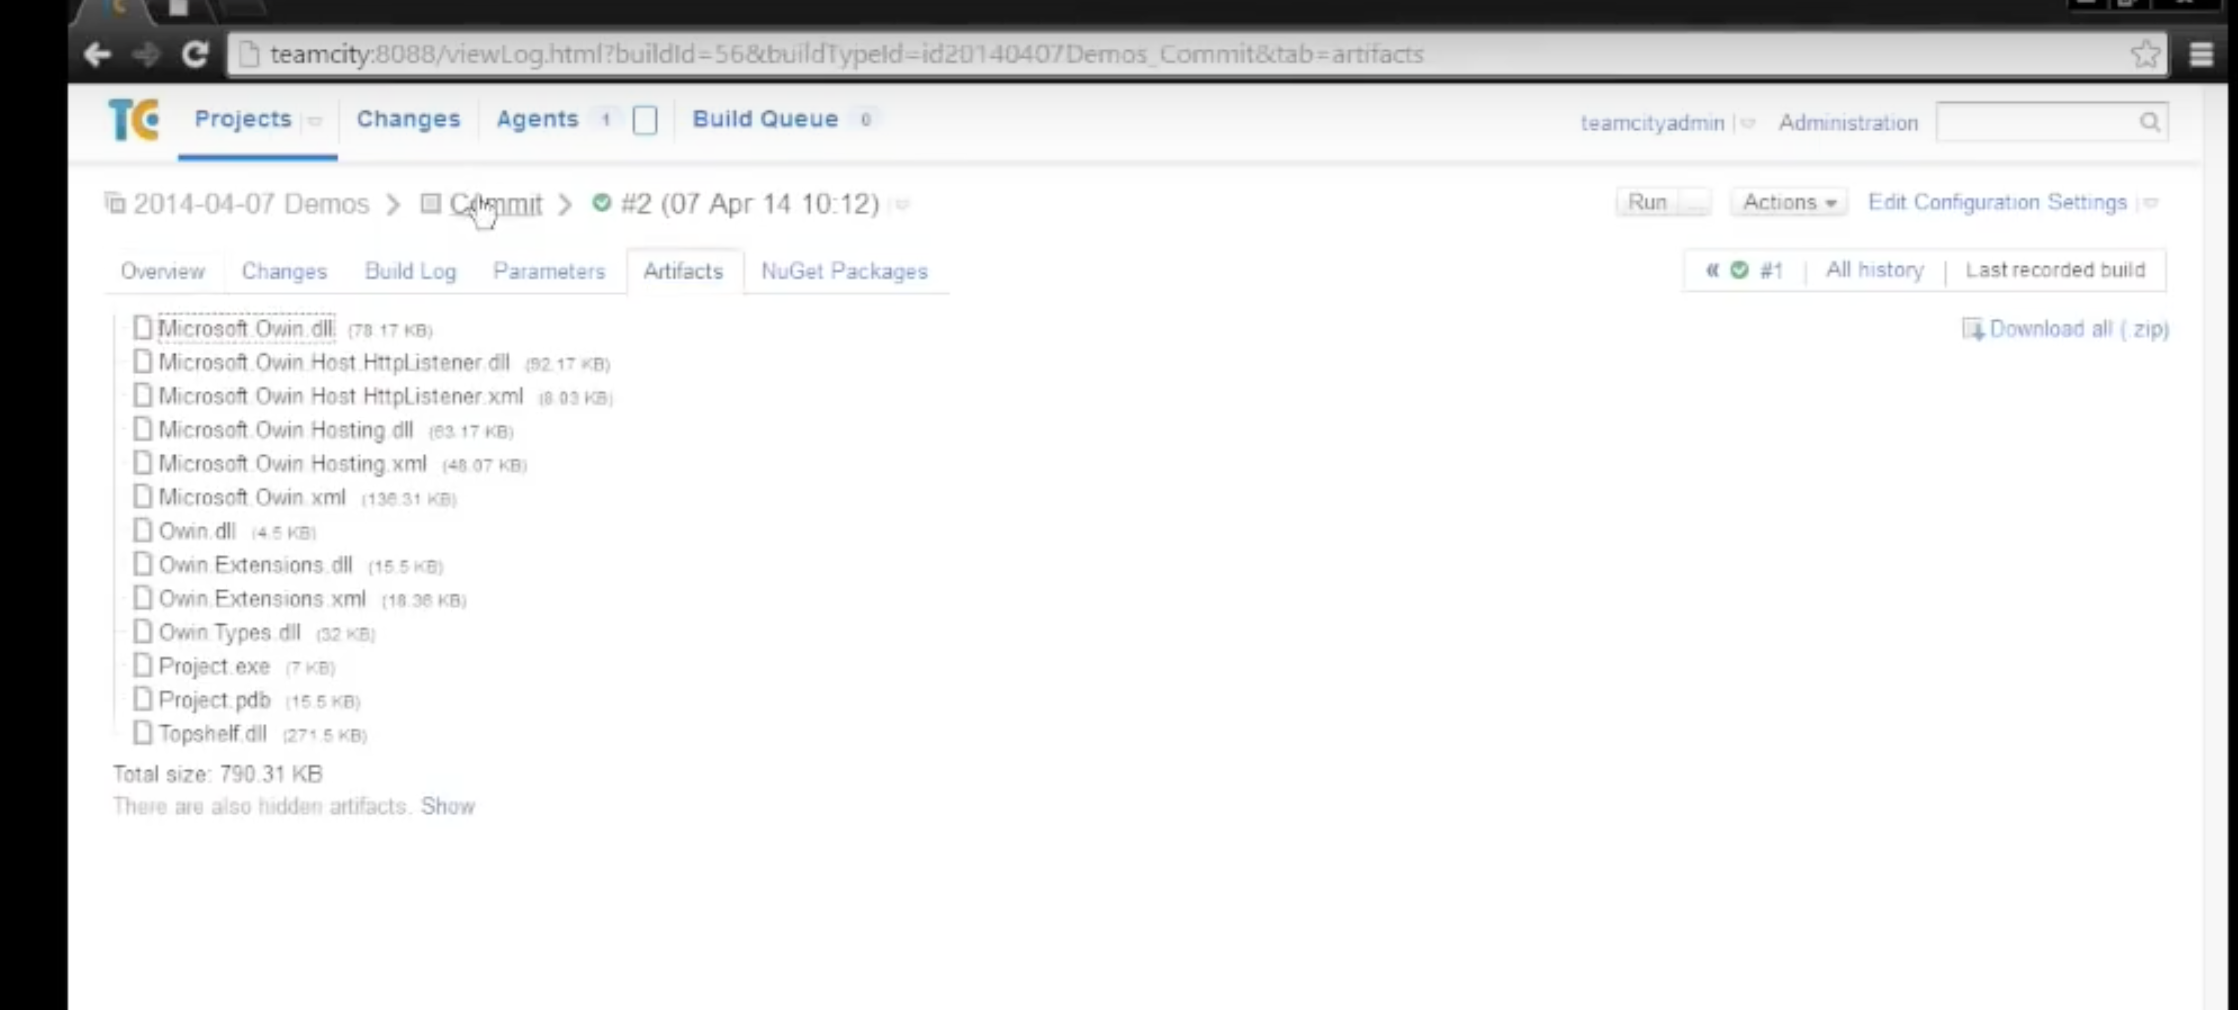 teamcity:8088/viewLog.html?buildId=56&buildTypeId=id20140407Demos_Commit&tab=artifacts
TC Projects Changes Agents 1 Build Queue 0 teamcityadmin Administration
2014-04-07 Demos > Commit > #2 (07 Apr 14 10:12) Run ... Actions Edit Configuration Settings
Overview Changes Build Log Parameters Artifacts NuGet Packages « #1 All history Last recorded build
Microsoft.Owin.dll (78.17 KB) Download all (.zip)
Microsoft.Owin.Host.HttpListener.dll (92.17 KB)
Microsoft.Owin.Host.HttpListener.xml (8.03 KB)
Microsoft.Owin.Hosting.dll (63.17 KB)
Microsoft.Owin.Hosting.xml (48.07 KB)
Microsoft.Owin.xml (136.31 KB)
Owin.dll (4.5 KB)
Owin.Extensions.dll (15.5 KB)
Owin.Extensions.xml (18.36 KB)
Owin.Types.dll (32 KB)
Project.exe (7 KB)
Project.pdb (15.5 KB)
Topshelf.dll (271.5 KB)
Total size: 790.31 KB
There are also hidden artifacts. Show